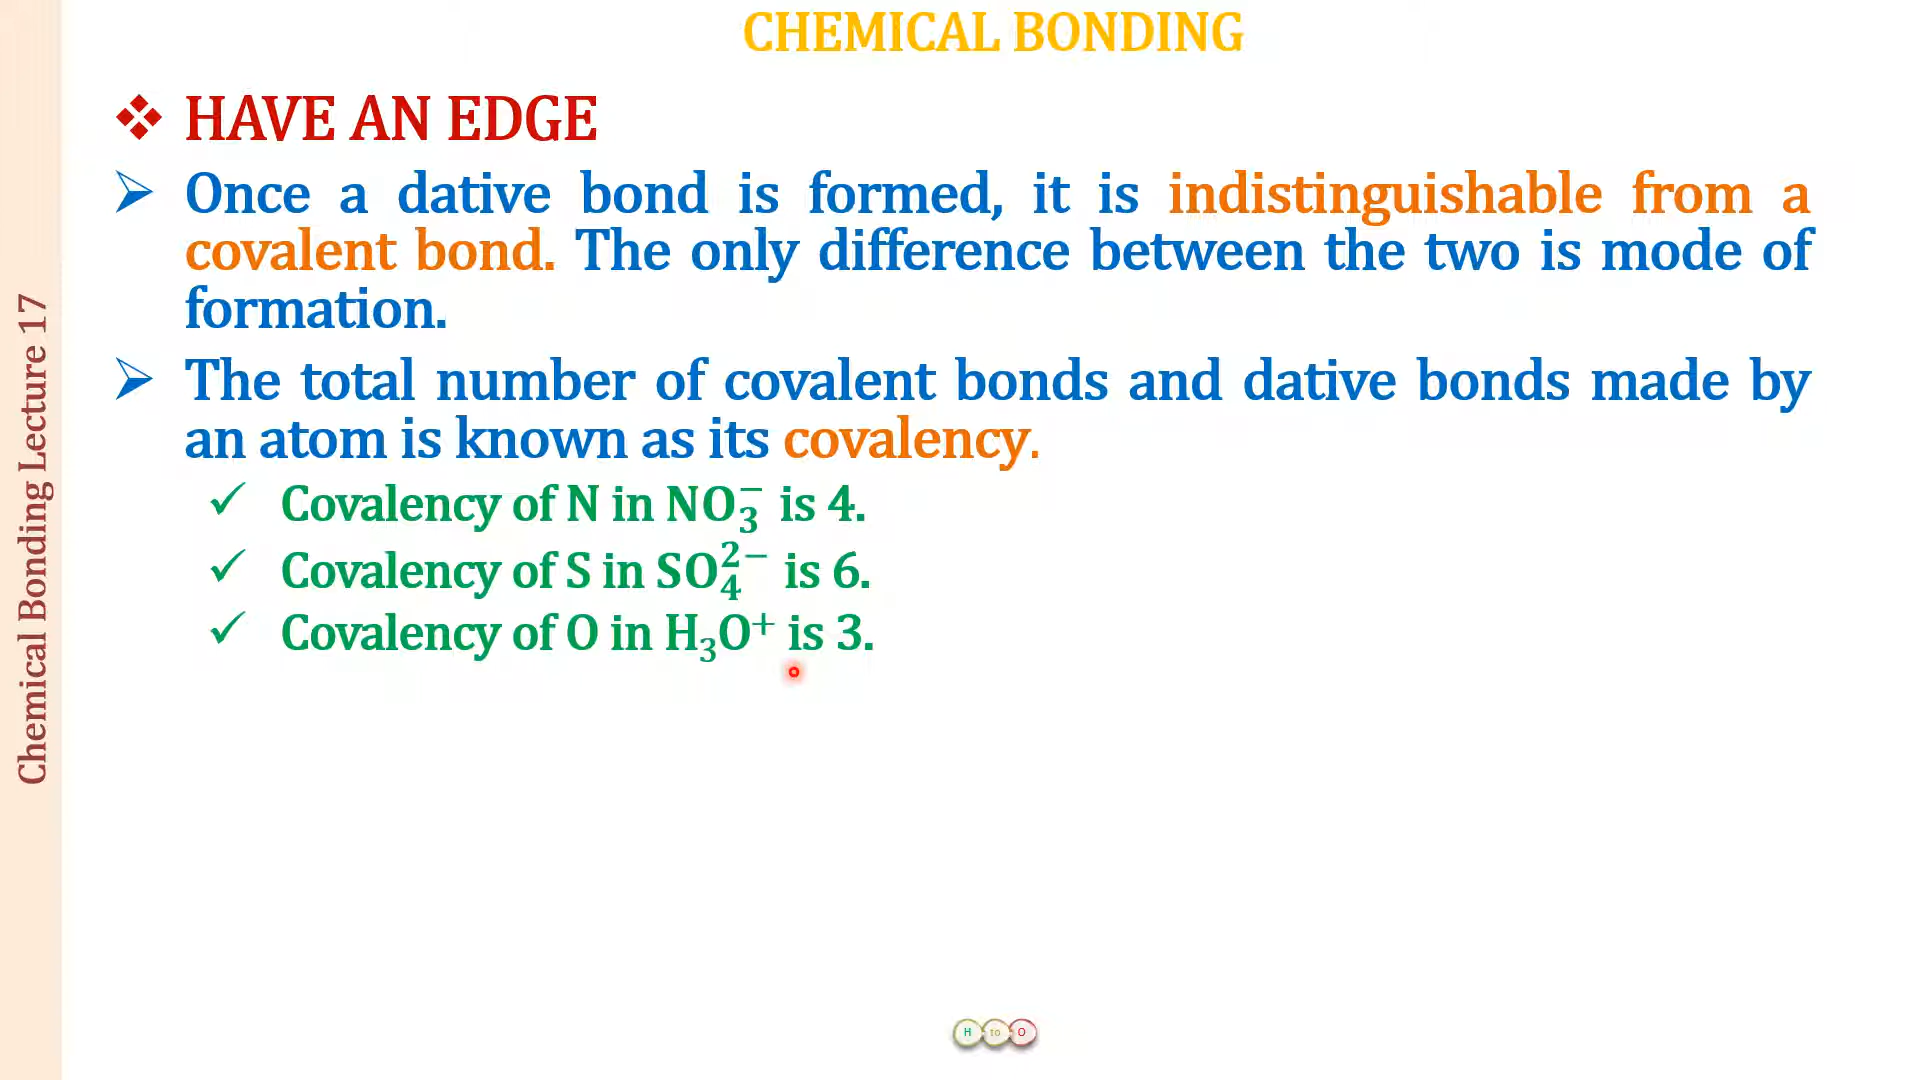 CHEMICAL BONDING
HAVE AN EDGE
Once a dative bond is formed, it is indistinguishable from a
covalent bond. The only difference between the two is mode of
formation.
The total number of covalent bonds and dative bonds made by
an atom is known as its covalency.
Covalency of N in NO₃⁻ is 4.
Covalency of S in SO₄²⁻ is 6.
Covalency of O in H₃O⁺ is 3.
Chemical Bonding Lecture 17
H to O